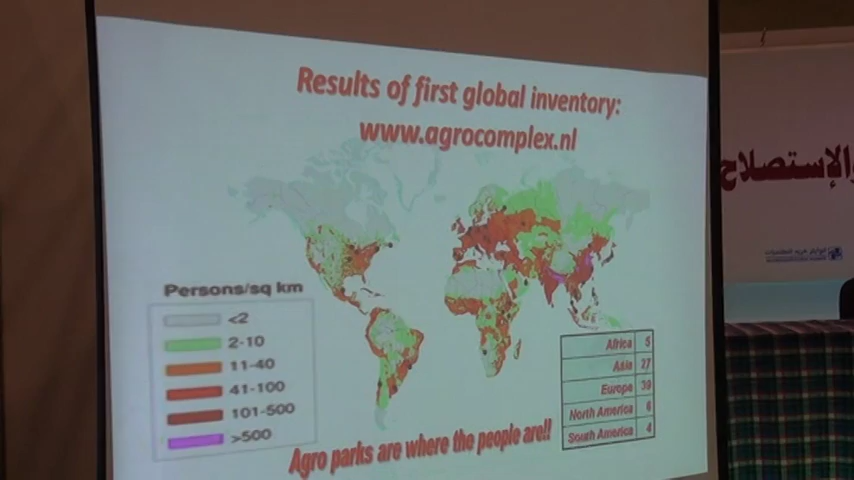 Results of first global inventory:
www.agrocomplex.nl
Persons/sq km
<2
2-10
11-40
41-100
101-500
>500
Africa 5
Asia 27
Europe 39
North America 6
South America 4
Agro parks are where the people are!!
والإستصلاح